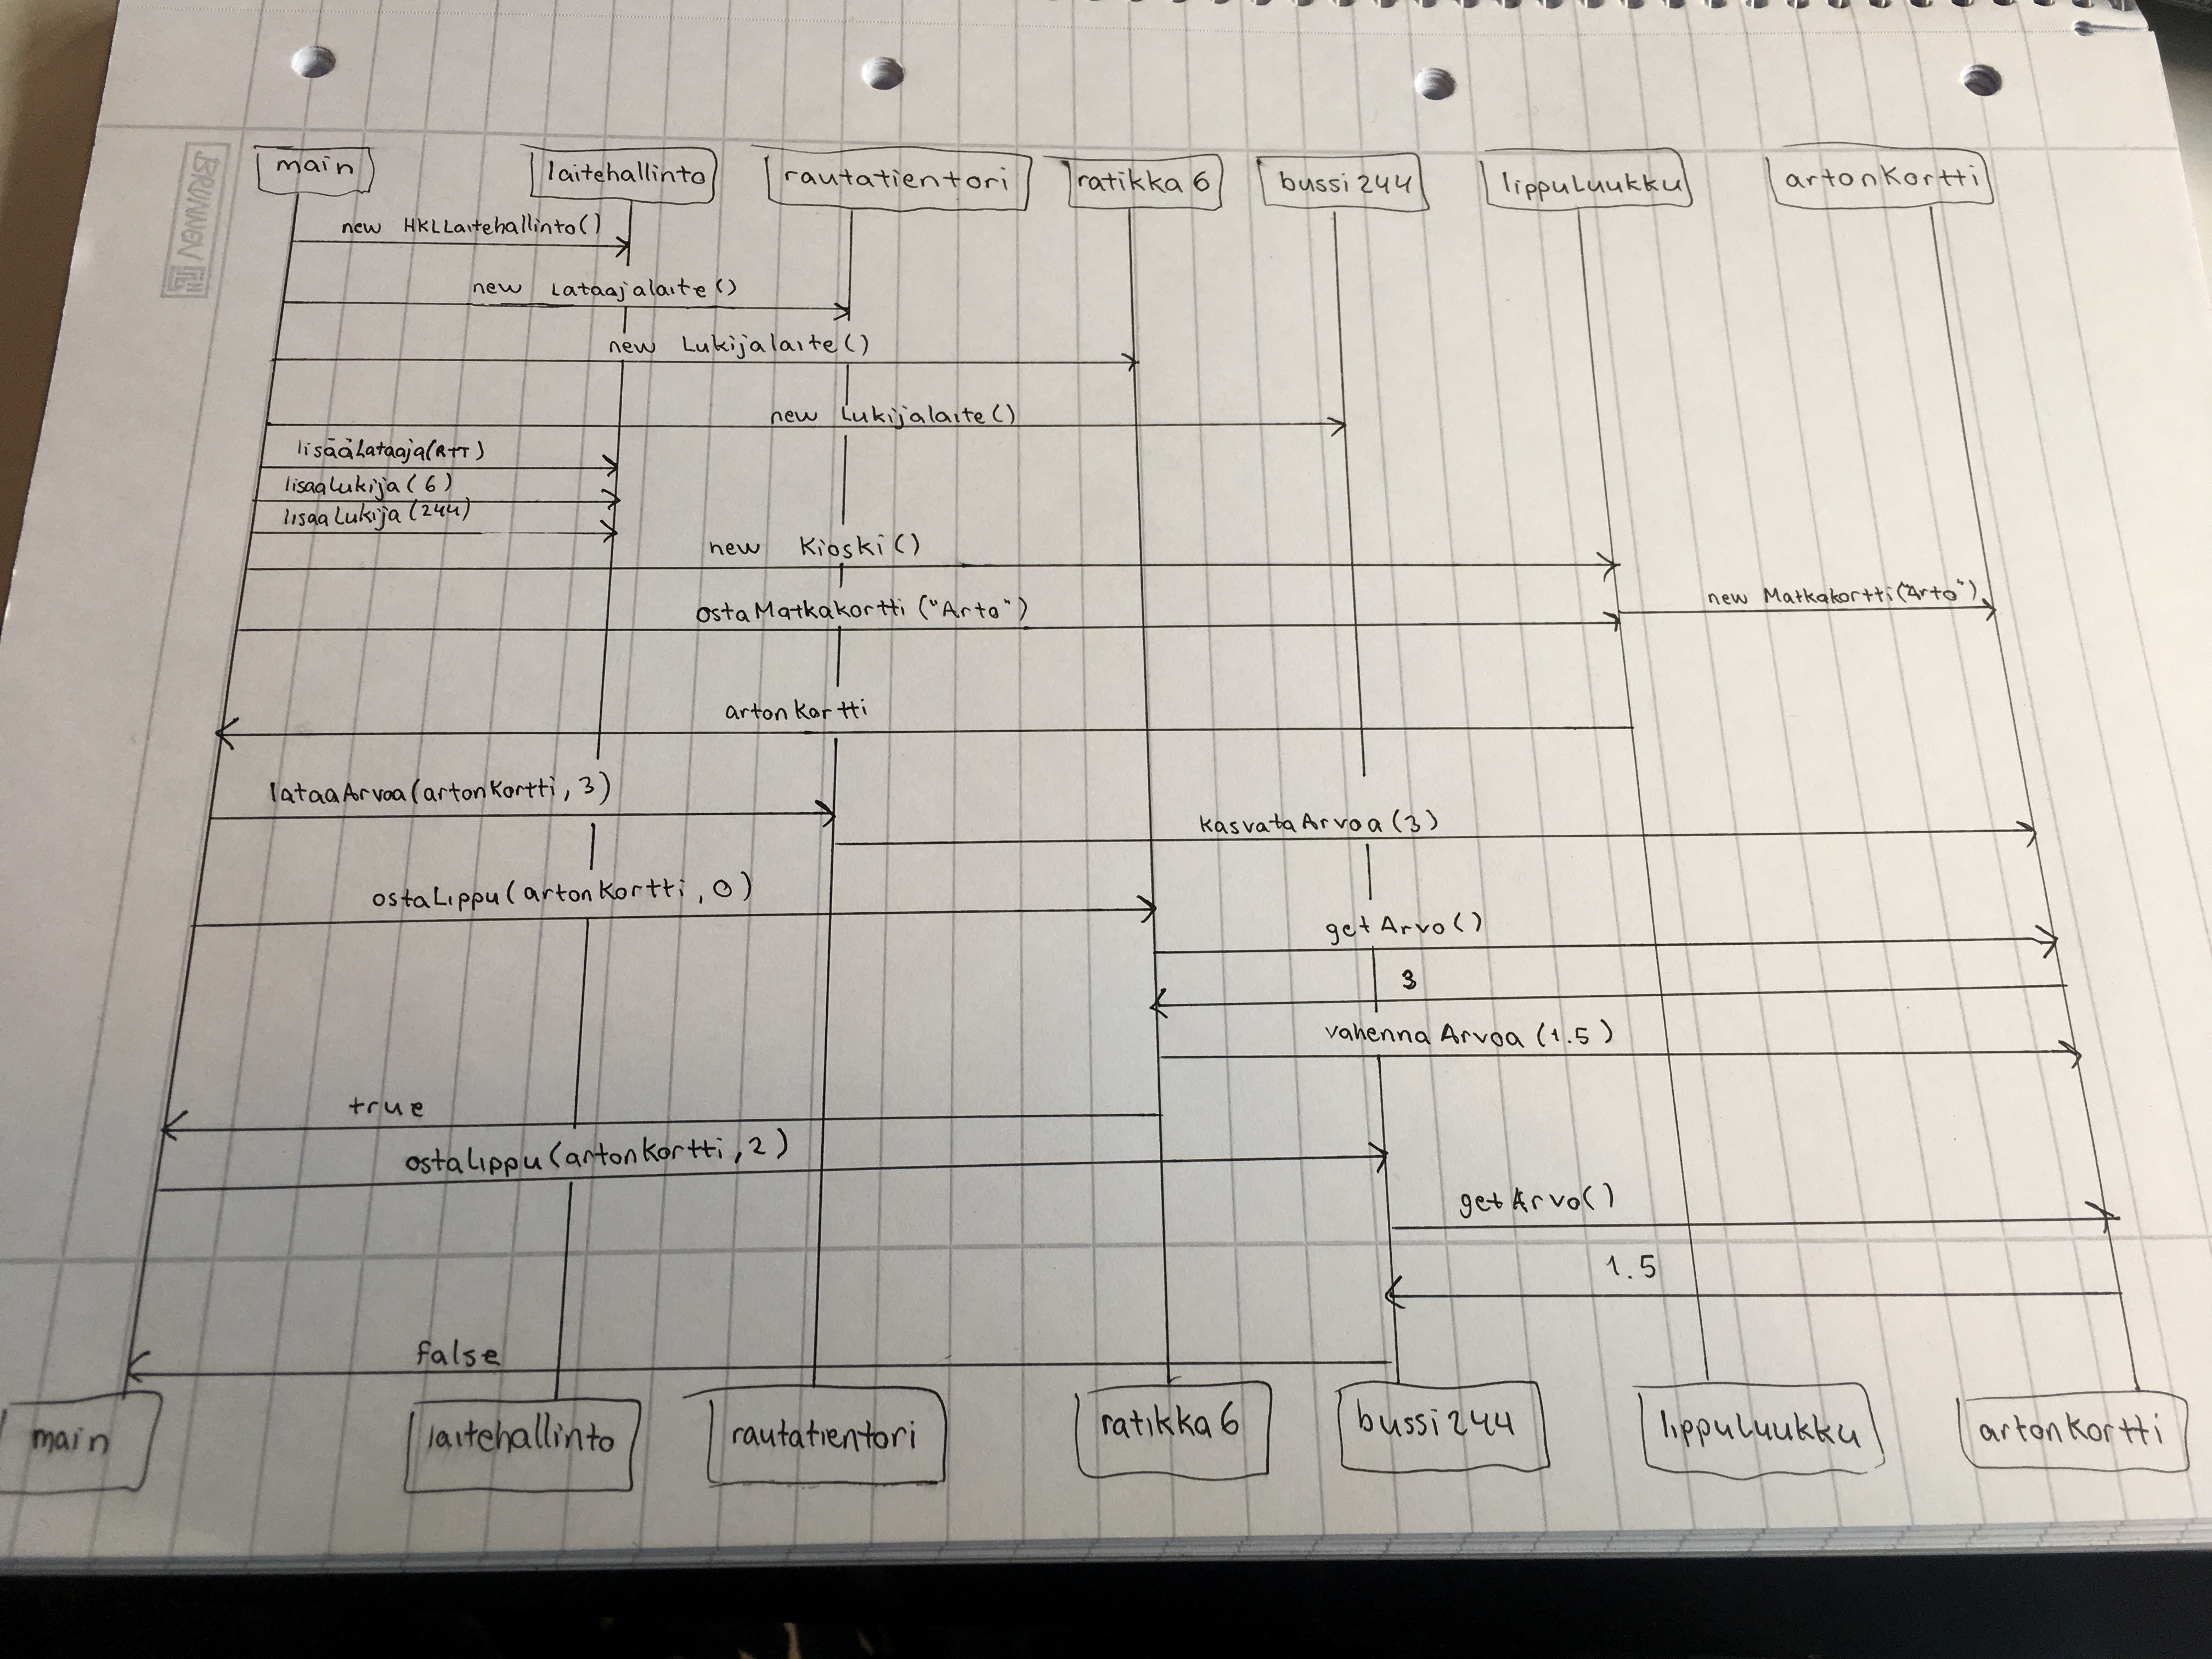 BRUNNEN
main laitehallinto rautatientori ratikka 6 bussi 244 lippuluukku artonkortti
new HKLLaitehallinto()
new Lataajalaite()
new Lukijalaite()
new Lukijalaite()
lisääLataaja(RTT)
lisaaLukija(6)
lisaaLukija(244)
new Kioski()
new Matkakortti("Arto")
ostaMatkakortti("Arto")
artonKortti
lataaArvoa(artonKortti, 3)
kasvataArvoa(3)
ostaLippu(artonKortti, 0)
getArvo()
3
vahennaArvoa(1.5)
true
ostaLippu(artonKortti, 2)
getArvo()
1.5
false
main laitehallinto rautatientori ratikka 6 bussi 244 lippuluukku artonkortti